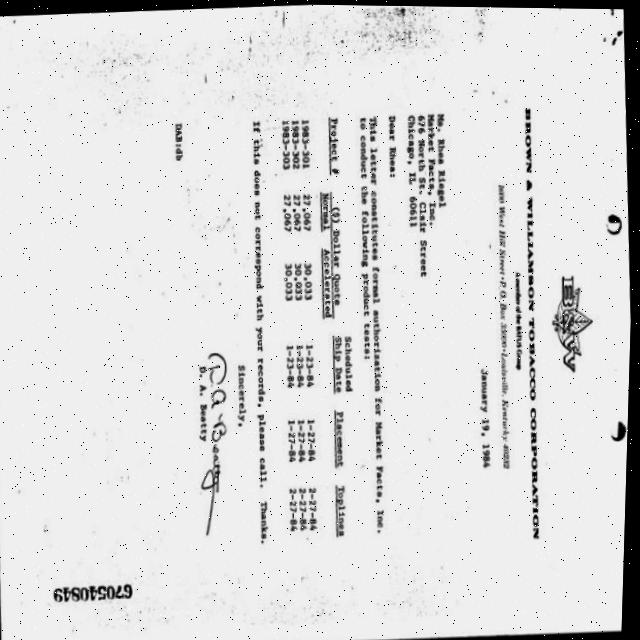 B&W
BROWN & WILLIAMSON TOBACCO CORPORATION
1600 West Hill Street • P. O. Box 35090 • Louisville, Kentucky 40232
January 19, 1984
Ms. Rhea Riegel
Market Facts, Inc.
676 North St. Clair Street
Chicago, IL 60611
Dear Rhea:
This letter constitutes formal authorization for Market Facts, Inc.
to conduct the following product tests:
($) Dollar Quote Scheduled
Project # Normal Accelerated Ship Date Placement Toplines
1983-301 27,067 30,033 1-23-84 1-27-84 2-27-84
1983-302 27,067 30,033 1-23-84 1-27-84 2-27-84
1983-303 27,067 30,033 1-23-84 1-27-84 2-27-84
If this does not correspond with your records, please call. Thanks.
Sincerely,
D. A. Beatty
D. A. Beatty
DAB:db
670540849